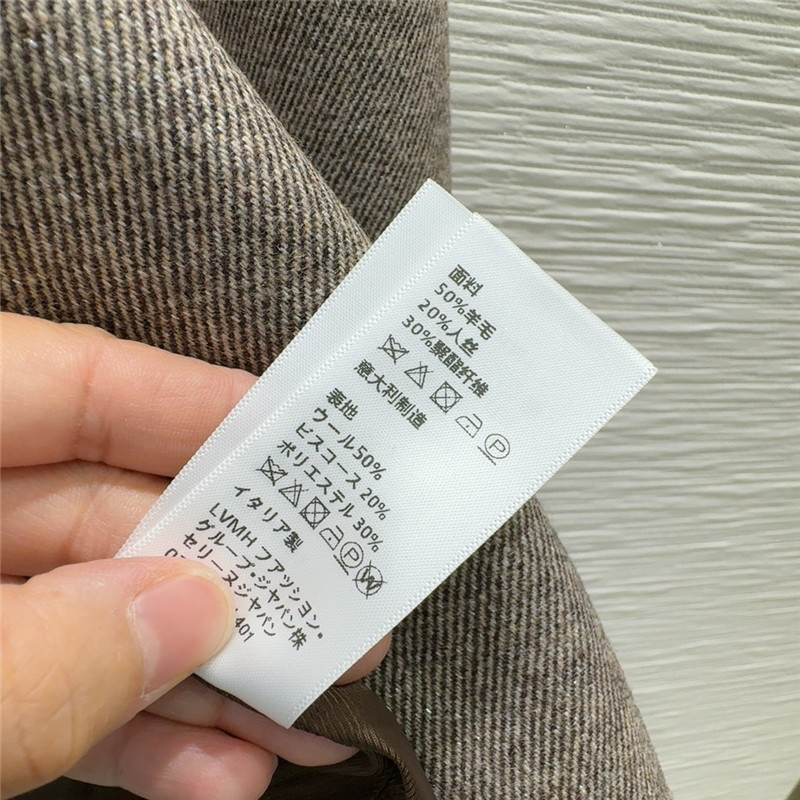 面料
50%羊毛
20%人丝
30%聚酯纤维
意大利制造
表地
ウール50%
ビスコース 20%
ポリエステル 30%
イタリア製
LVMH ファッション・
グループ・ジャパン株
セリーヌジャパン
401